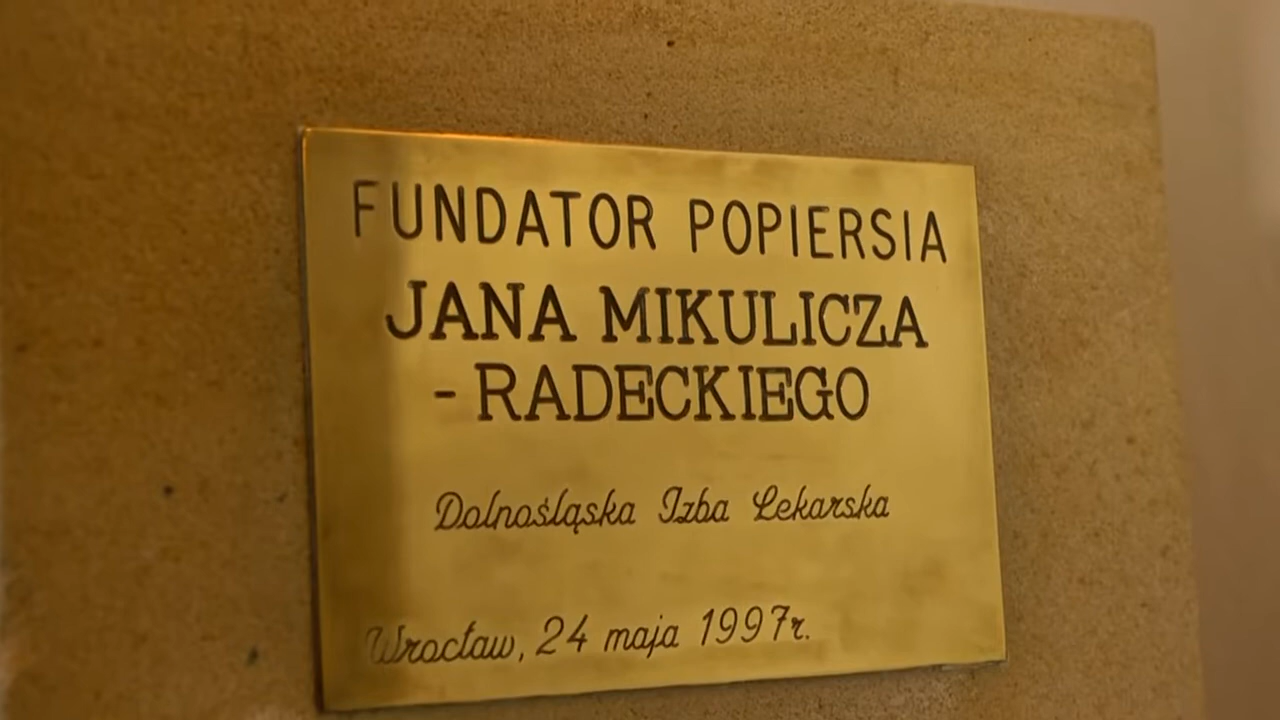 FUNDATOR POPIERSIA
JANA MIKULICZA
- RADECKIEGO
Dolnośląska Izba Lekarska
Wrocław, 24 maja 1997r.